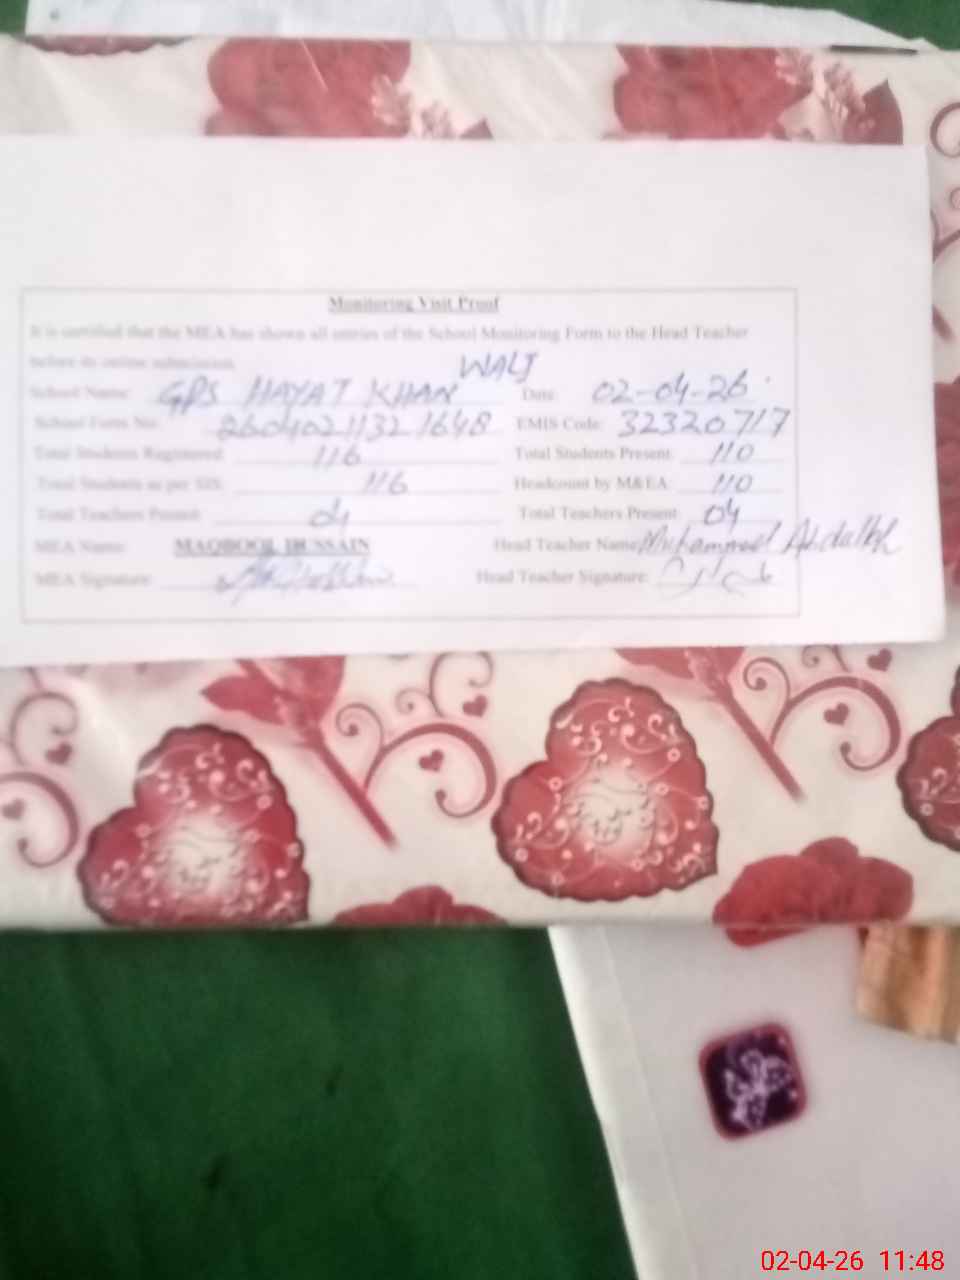 Monitoring Visit Proof
It is certified that the MEA has shown all entries of the School Monitoring Form to the Head Teacher
before its online submission.
School Name: GPS HAYAT KHAN WALI Date: 02-04-26
School Form No: 26040211321648 EMIS Code: 32320717
Total Students Registered: 116 Total Students Present: 110
Total Students as per SIS: 116 Headcount by M&EA: 110
Total Teachers Posted: 04 Total Teachers Present: 04
MEA Name: MAQBOOL HUSSAIN Head Teacher Name: Muhammad Abdullah
MEA Signature: Head Teacher Signature:
02-04-26 11:48